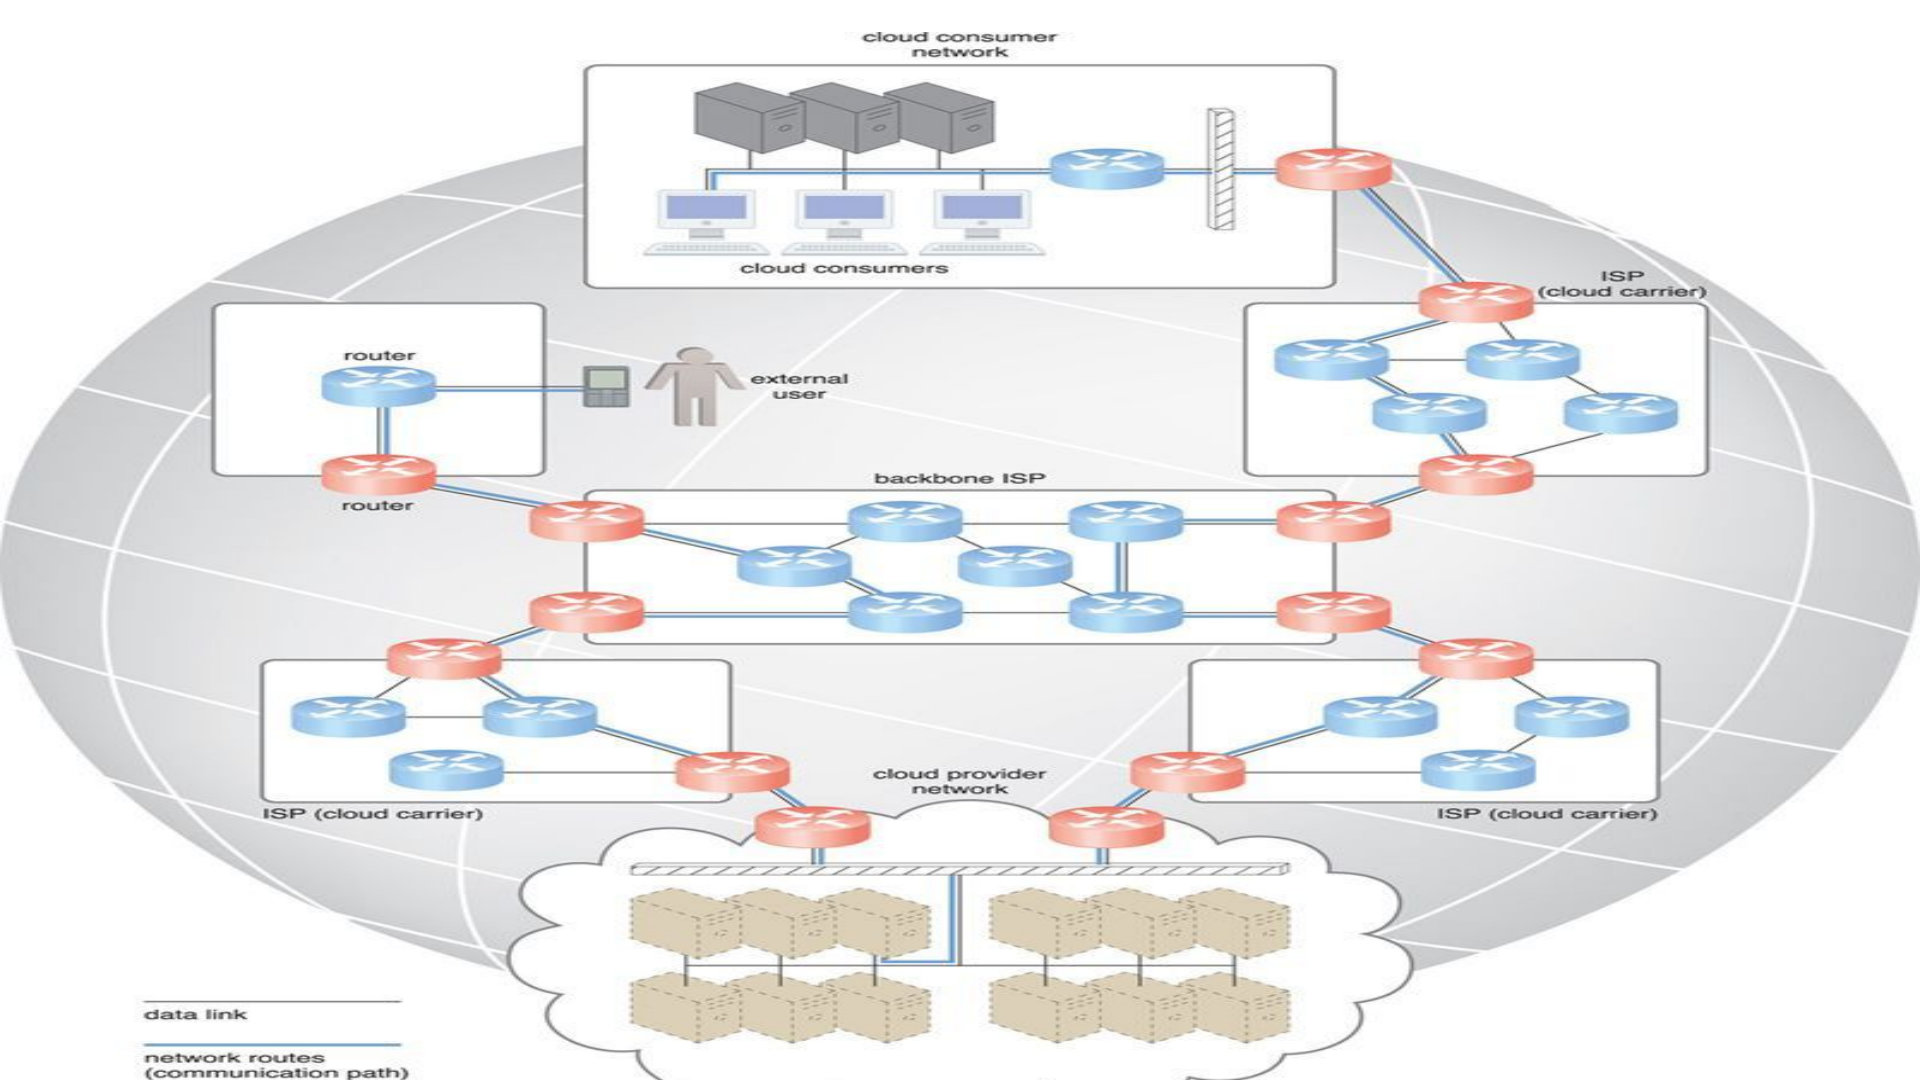 cloud consumer
network
cloud consumers
ISP
(cloud carrier)
router
external
user
router
backbone ISP
cloud provider
network
ISP (cloud carrier)
ISP (cloud carrier)
data link
network routes
(communication path)